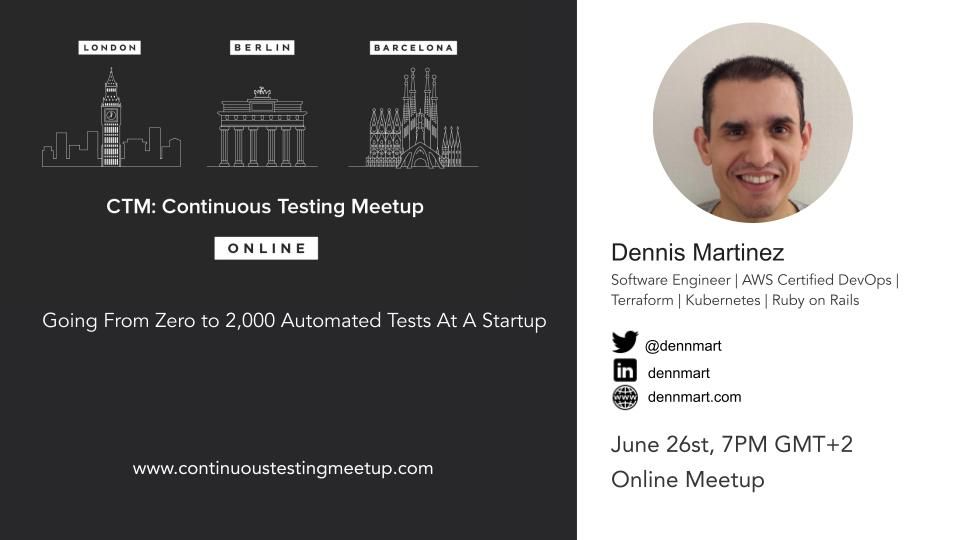 LONDON
BERLIN
BARCELONA
CTM: Continuous Testing Meetup
ONLINE
Going From Zero to 2,000 Automated Tests At A Startup
www.continuoustestingmeetup.com
Dennis Martinez
Software Engineer | AWS Certified DevOps |
Terraform | Kubernetes | Ruby on Rails
@dennmart
in dennmart
www dennmart.com
June 26st, 7PM GMT+2
Online Meetup